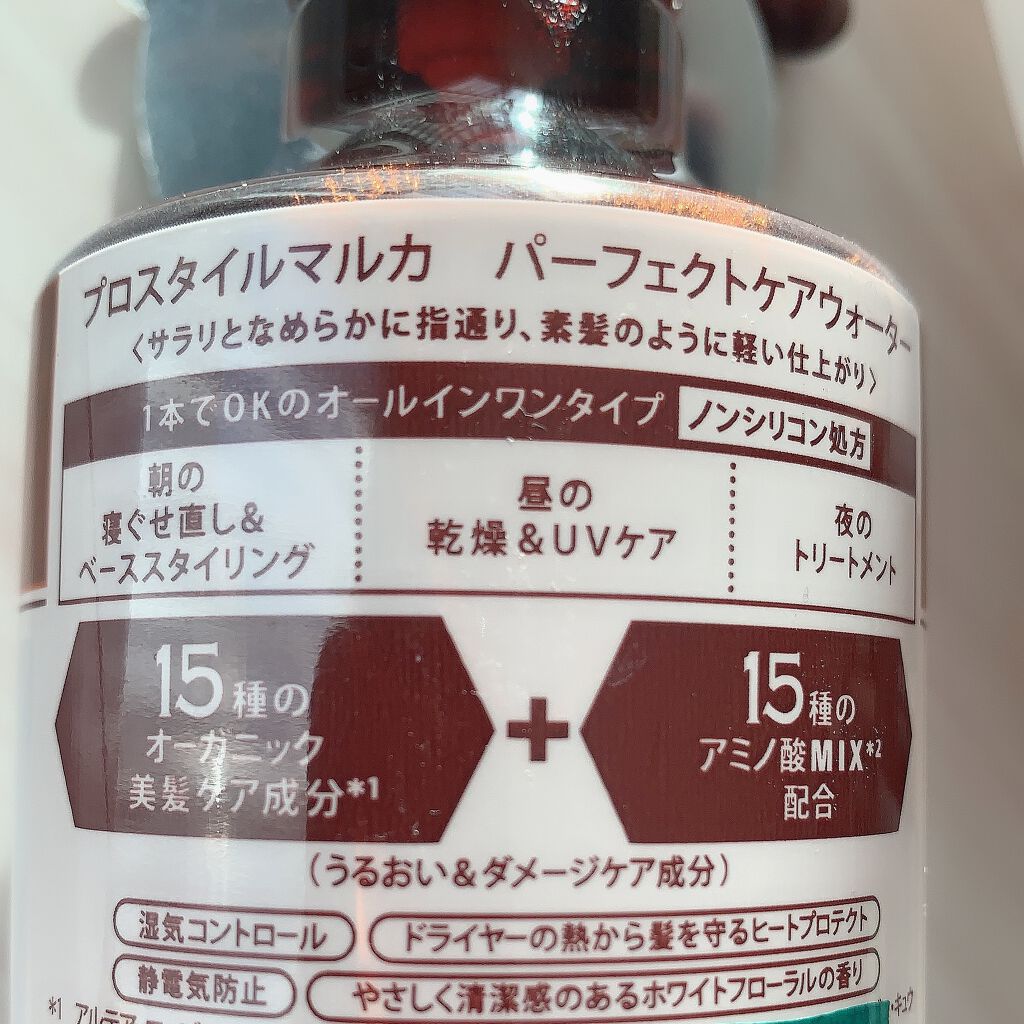 プロスタイルマルカ　パーフェクトケアウォーター
〈サラリとなめらかに指通り、素髪のように軽い仕上がり〉
1本でOKのオールインワンタイプ ノンシリコン処方
朝の
寝ぐせ直し&
ベーススタイリング
昼の
乾燥&UVケア
夜の
トリートメント
15種の
オーガニック
美髪ケア成分*1
+
15種の
アミノ酸MIX*2
配合
(うるおい&ダメージケア成分)
湿気コントロール
ドライヤーの熱から髪を守るヒートプロテクト
静電気防止
やさしく清潔感のあるホワイトフローラルの香り
*1 アルテア